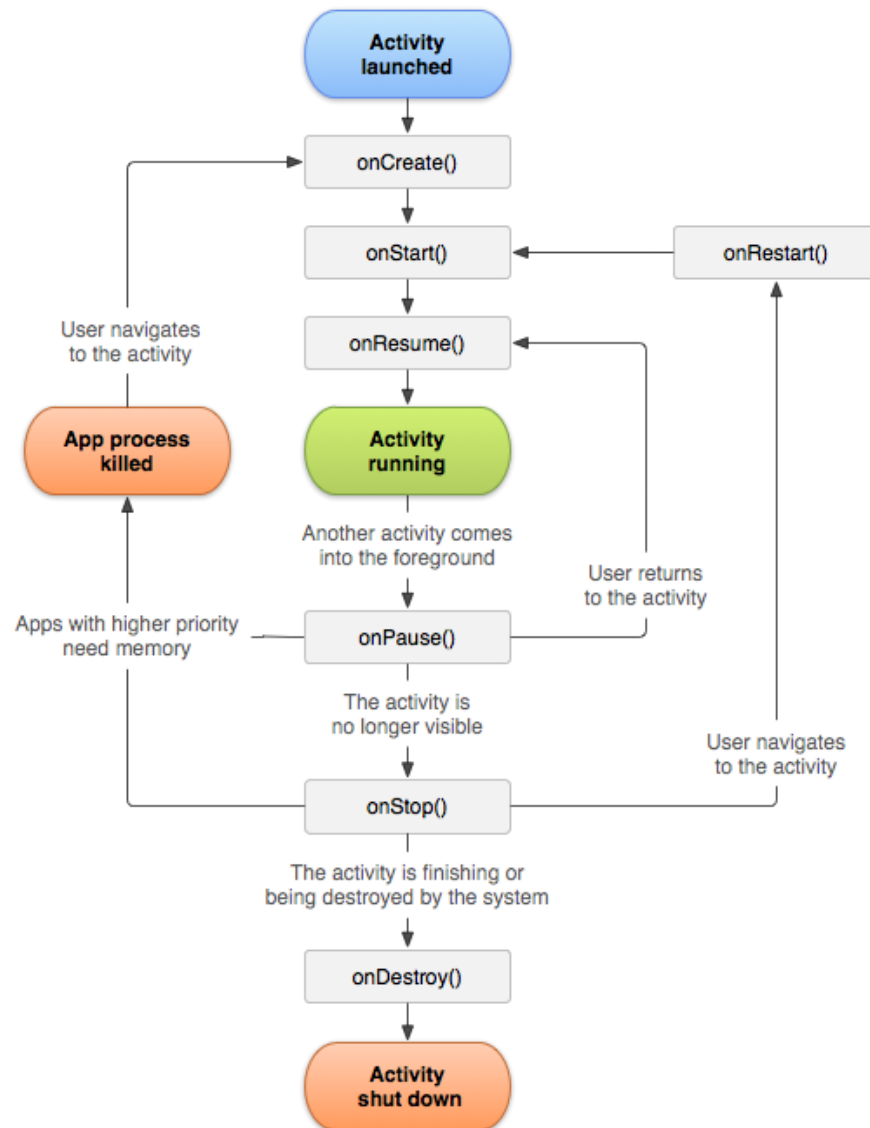 Activity
launched
onCreate()
onStart()
onRestart()
onResume()
User navigates
to the activity
App process
killed
Activity
running
Another activity comes
into the foreground
User returns
to the activity
Apps with higher priority
need memory
onPause()
The activity is
no longer visible
User navigates
to the activity
onStop()
The activity is finishing or
being destroyed by the system
onDestroy()
Activity
shut down